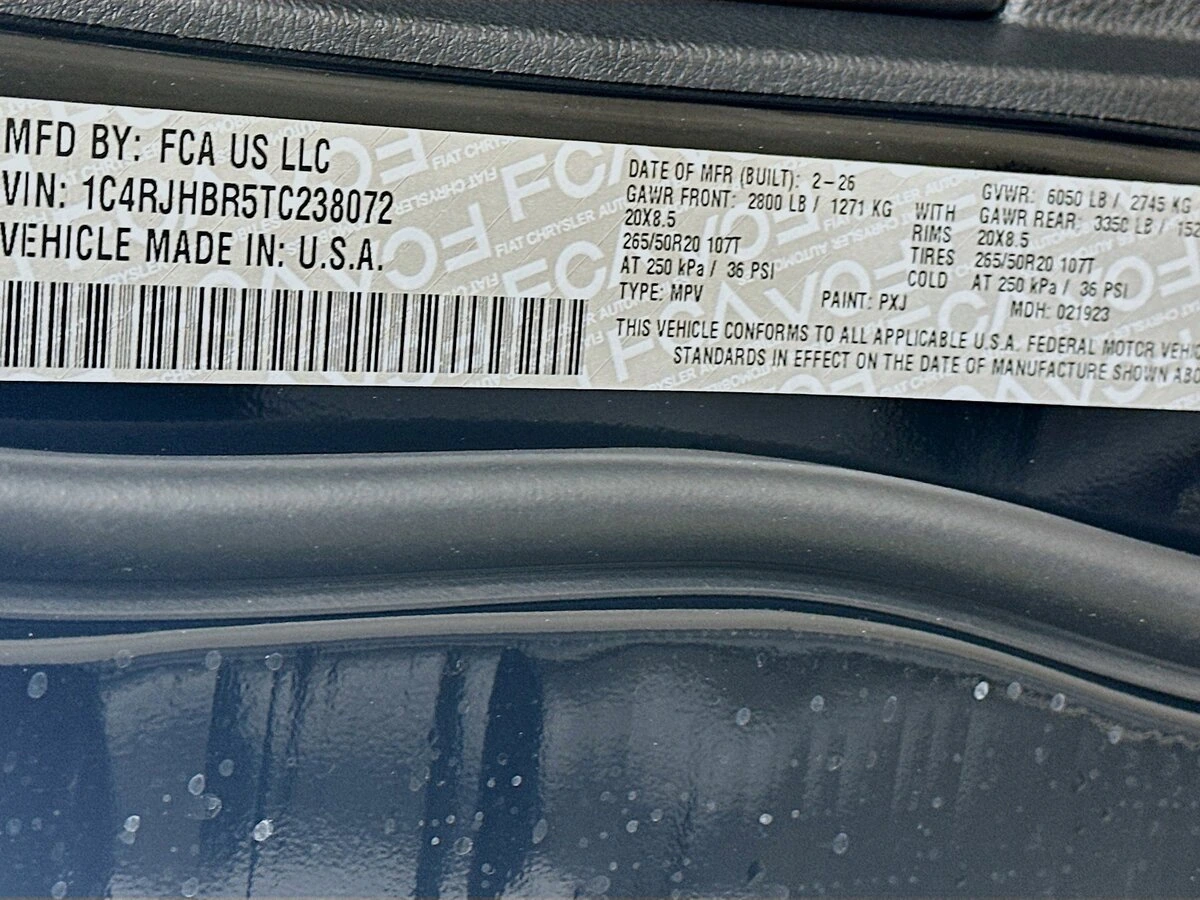 MFD BY: FCA US LLC
VIN: 1C4RJHBR5TC238072
VEHICLE MADE IN: U.S.A.
DATE OF MFR (BUILT): 2-26 GVWR: 6050 LB / 2745 KG
GAWR FRONT: 2800 LB / 1271 KG WITH GAWR REAR: 3350 LB / 152
20X8.5 RIMS 20X8.5
265/50R20 107T TIRES 265/50R20 107T
AT 250 kPa / 36 PSI COLD AT 250 kPa / 36 PSI
TYPE: MPV PAINT: PXJ MDH: 021923
THIS VEHICLE CONFORMS TO ALL APPLICABLE U.S.A. FEDERAL MOTOR VEHIC
STANDARDS IN EFFECT ON THE DATE OF MANUFACTURE SHOWN ABO